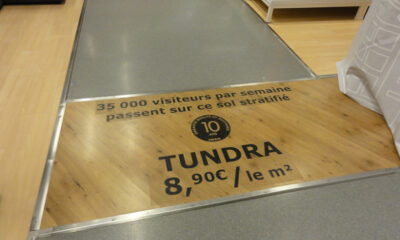 35 000 visiteurs par semaine
passent sur ce sol stratifié
10
TUNDRA
8,90€/le m²